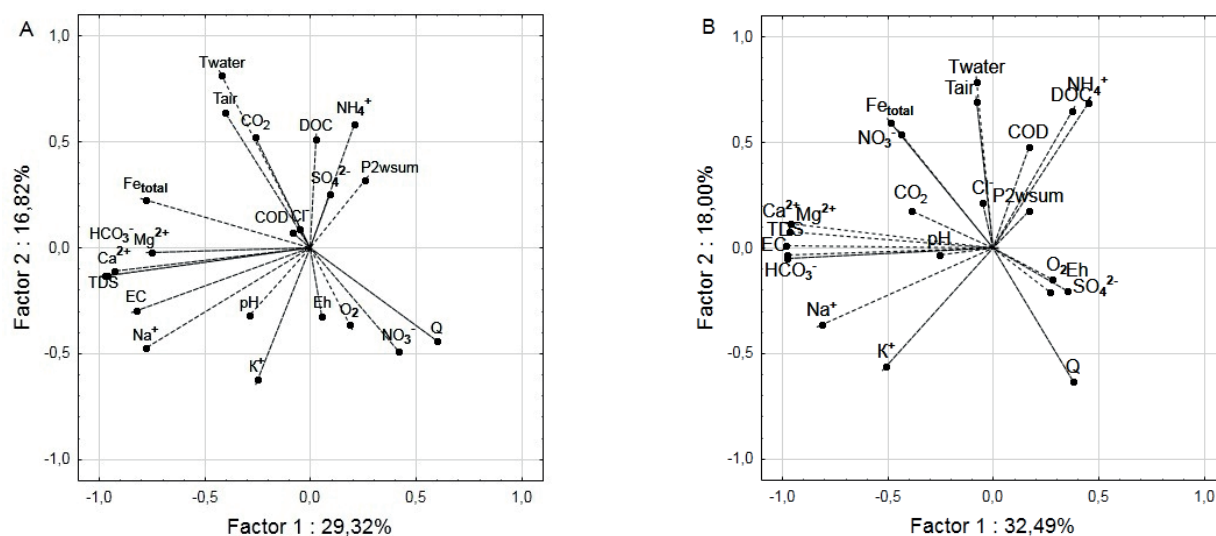 A
1,0
Twater
Tair
CO₂
DOC
NH₄⁺
0,5
SO₄²⁻
P2wsum
Fe_total
COD
Cl⁻
0,0
HCO₃⁻
Mg²⁺
Ca²⁺
TDS
EC
pH
Eh
O₂
Na⁺
NO₃⁻
Q
K⁺
-0,5
-1,0
-1,0 -0,5 0,0 0,5 1,0
Factor 1 : 29,32%
Factor 2 : 16,82%
B
1,0
Twater
Tair
NH₄⁺
DOC
Fe_total
NO₃⁻
COD
0,5
CO₂
Cl⁻
P2wsum
Ca²⁺
Mg²⁺
TDS
EC
pH
0,0
HCO₃⁻
O₂
Eh
SO₄²⁻
Na⁺
K⁺
Q
-0,5
-1,0
-1,0 -0,5 0,0 0,5 1,0
Factor 1 : 32,49%
Factor 2 : 18,00%